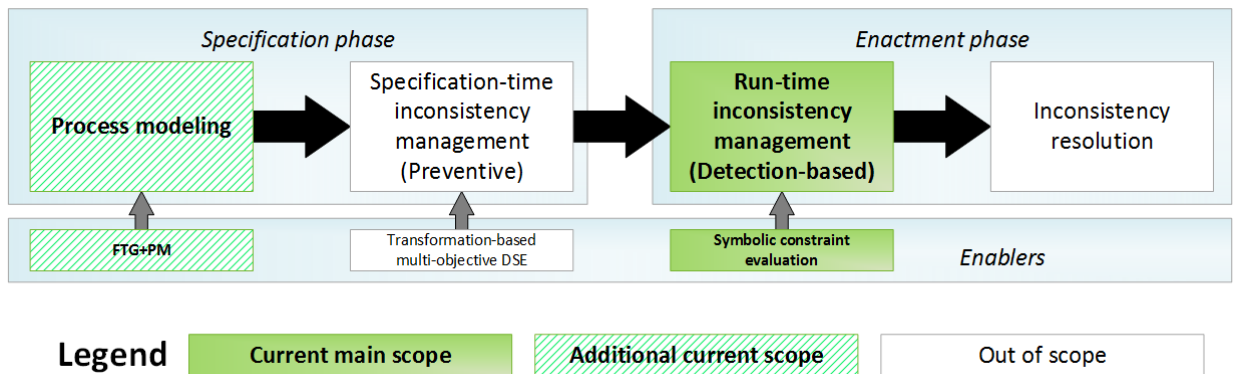 Specification phase
Enactment phase
Process modeling
Specification-time
inconsistency
management
(Preventive)
Run-time
inconsistency
management
(Detection-based)
Inconsistency
resolution
FTG+PM
Transformation-based
multi-objective DSE
Symbolic constraint
evaluation
Enablers
Legend
Current main scope
Additional current scope
Out of scope